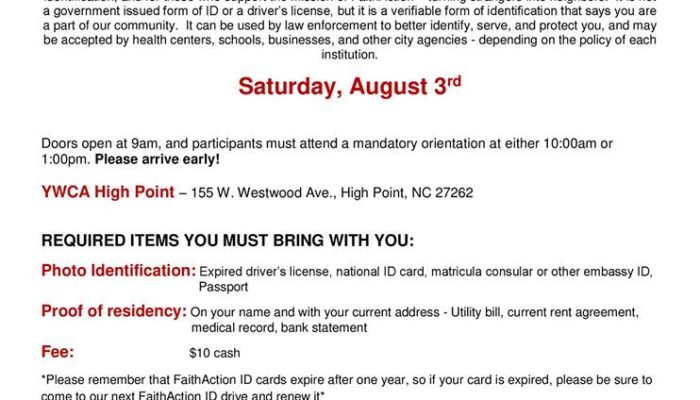 a government issued form of ID or a driver's license, but it is a verifiable form of identification that says you are
a part of our community. It can be used by law enforcement to better identify, serve, and protect you, and may
be accepted by health centers, schools, businesses, and other city agencies - depending on the policy of each
institution.
Saturday, August 3rd
Doors open at 9am, and participants must attend a mandatory orientation at either 10:00am or
1:00pm. Please arrive early!
YWCA High Point – 155 W. Westwood Ave., High Point, NC 27262
REQUIRED ITEMS YOU MUST BRING WITH YOU:
Photo Identification: Expired driver's license, national ID card, matricula consular or other embassy ID,
Passport
Proof of residency: On your name and with your current address - Utility bill, current rent agreement,
medical record, bank statement
Fee: $10 cash
*Please remember that FaithAction ID cards expire after one year, so if your card is expired, please be sure to
come to our next FaithAction ID drive and renew it*